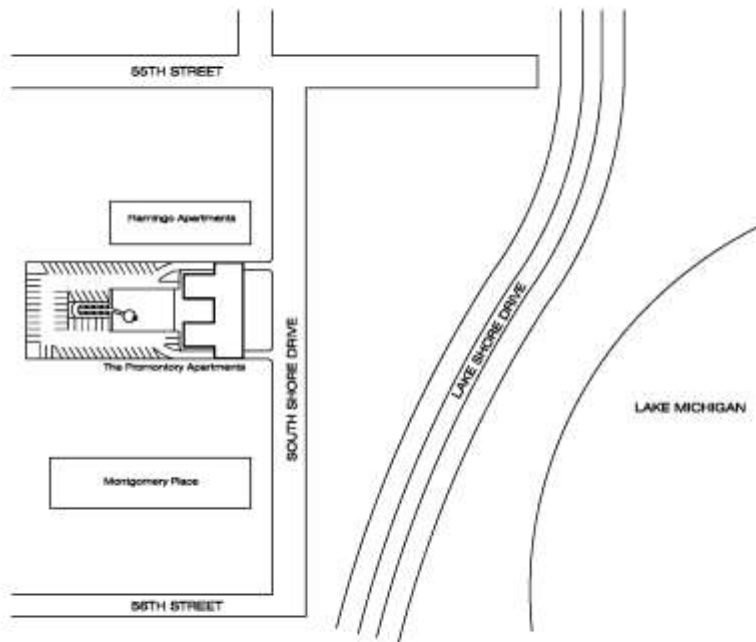 55TH STREET
Flamingo Apartments
LAKE SHORE DRIVE
The Promontory Apartments
SOUTH SHORE DRIVE
LAKE MICHIGAN
Montgomery Place
56TH STREET